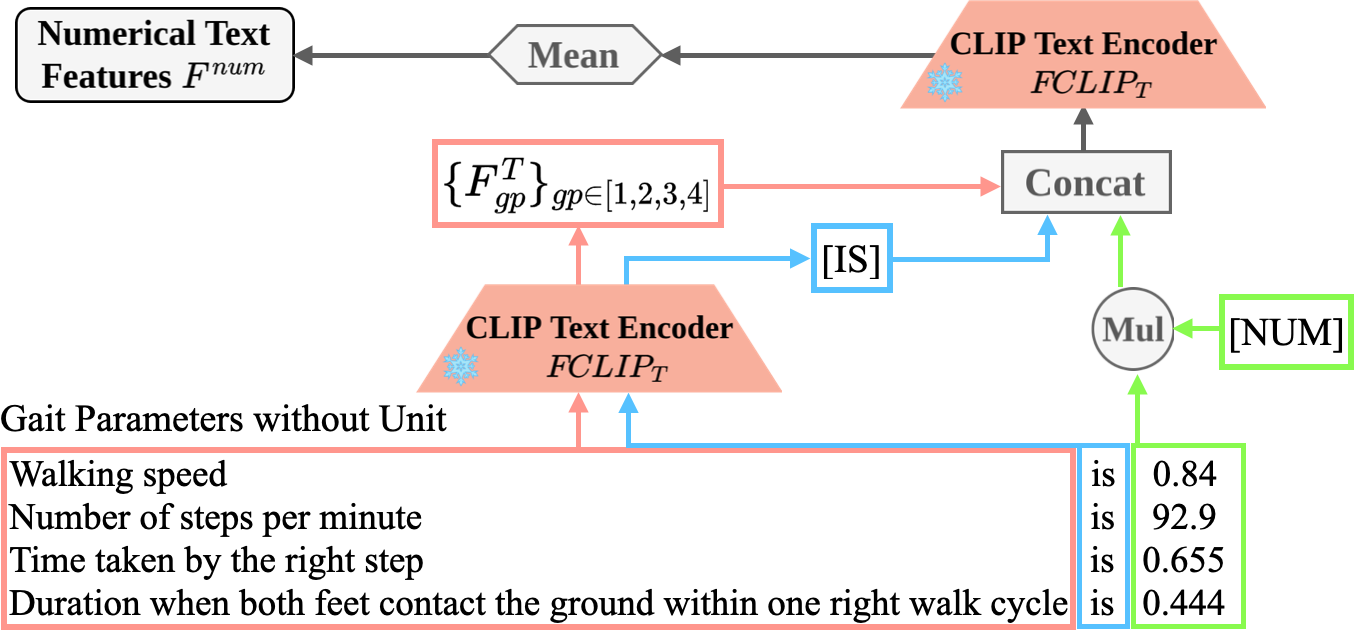 Numerical Text
Features F^{num}
Mean
CLIP Text Encoder
FCLIP_T
{F^T_{gp}}_{gp∈[1,2,3,4]}
Concat
[IS]
CLIP Text Encoder
FCLIP_T
Mul
[NUM]
Gait Parameters without Unit
Walking speed is 0.84
Number of steps per minute is 92.9
Time taken by the right step is 0.655
Duration when both feet contact the ground within one right walk cycle is 0.444